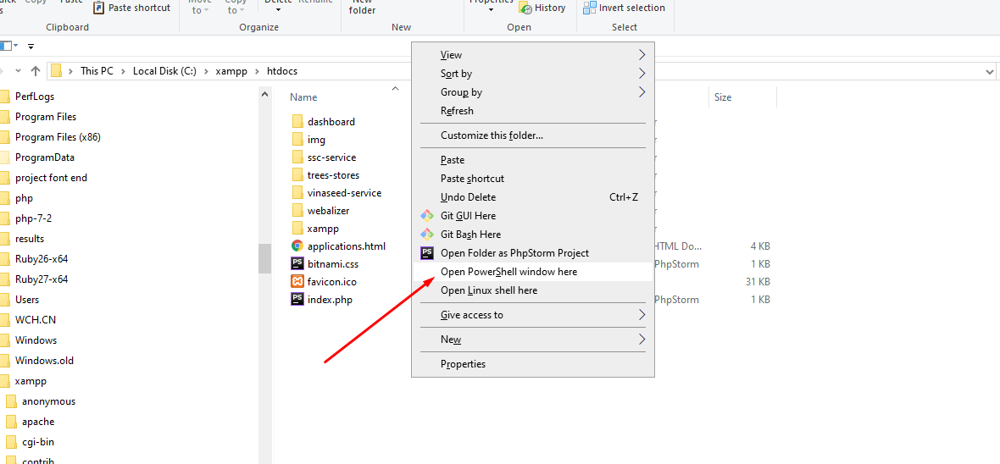 Copy
Paste
Paste shortcut
Move to
Copy to
Delete
Rename
New folder
Properties
History
Invert selection
Clipboard
Organize
New
Open
Select
This PC
Local Disk (C:)
xampp
htdocs
PerfLogs
Program Files
Program Files (x86)
ProgramData
project font end
php
php-7-2
results
Ruby26-x64
Ruby27-x64
Users
WCH.CN
Windows
Windows.old
xampp
anonymous
apache
cgi-bin
contrib
Name
Size
dashboard
img
ssc-service
trees-stores
vinaseed-service
webalizer
xampp
applications.html
HTML Do...
4 KB
bitnami.css
PhpStorm
1 KB
favicon.ico
31 KB
index.php
PhpStorm
1 KB
View
Sort by
Group by
Refresh
Customize this folder...
Paste
Paste shortcut
Undo Delete Ctrl+Z
Git GUI Here
Git Bash Here
PS Open Folder as PhpStorm Project
Open PowerShell window here
Open Linux shell here
Give access to
New
Properties